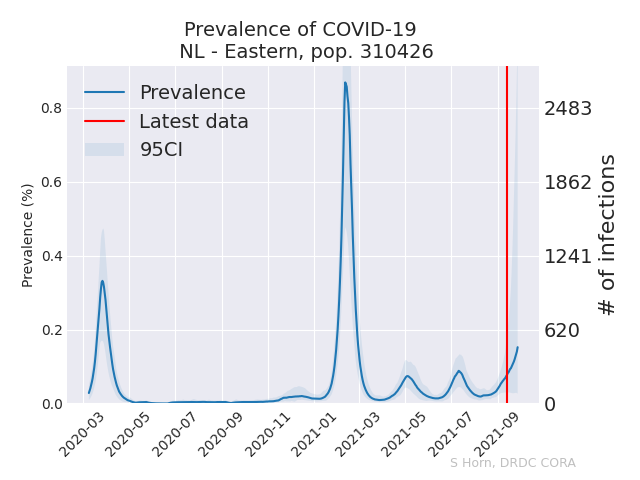 Prevalence of COVID-19
NL - Eastern, pop. 310426
Prevalence
Latest data
95CI
Prevalence (%)
0.8
0.6
0.4
0.2
0.0
2483
1862
1241
620
0
# of infections
2020-03
2020-05
2020-07
2020-09
2020-11
2021-01
2021-03
2021-05
2021-07
2021-09
S Horn, DRDC CORA